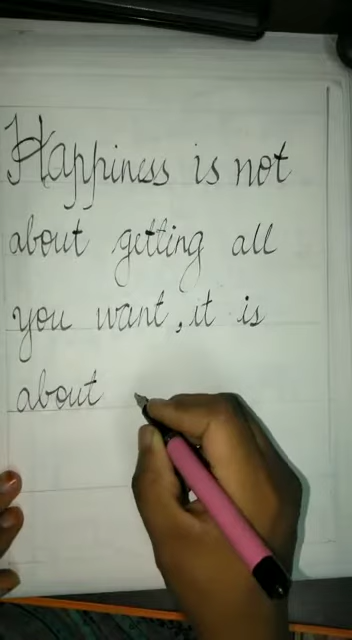 Happiness is not
about getting all
you want, it is
about